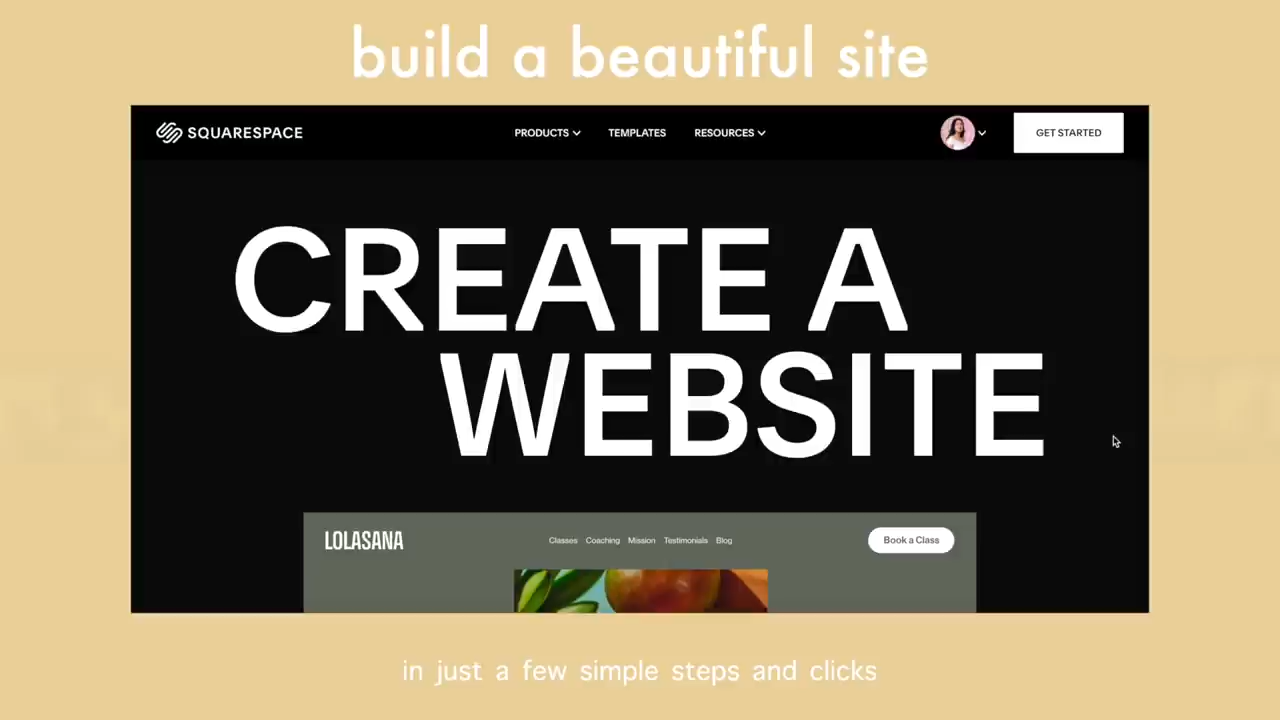 build a beautiful site
SQUARESPACE
PRODUCTS
TEMPLATES
RESOURCES
GET STARTED
CREATE A
WEBSITE
LOLASANA
Classes
Coaching
Mission
Testimonials
Blog
Book a Class
in just a few simple steps and clicks